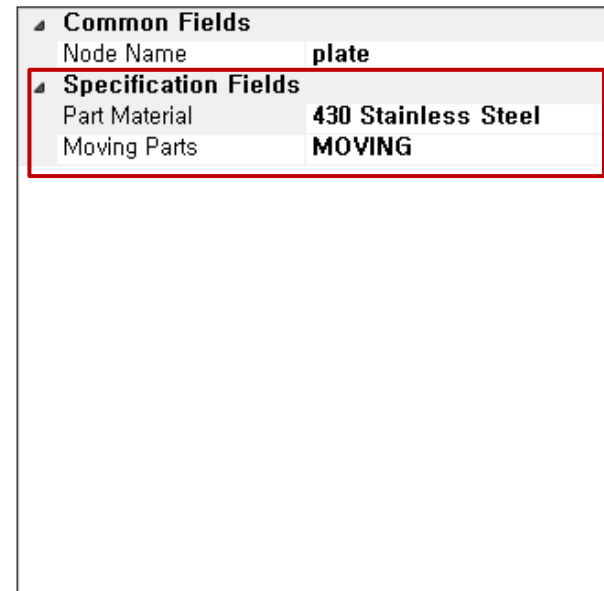 Common Fields
Node Name plate
Specification Fields
Part Material 430 Stainless Steel
Moving Parts MOVING